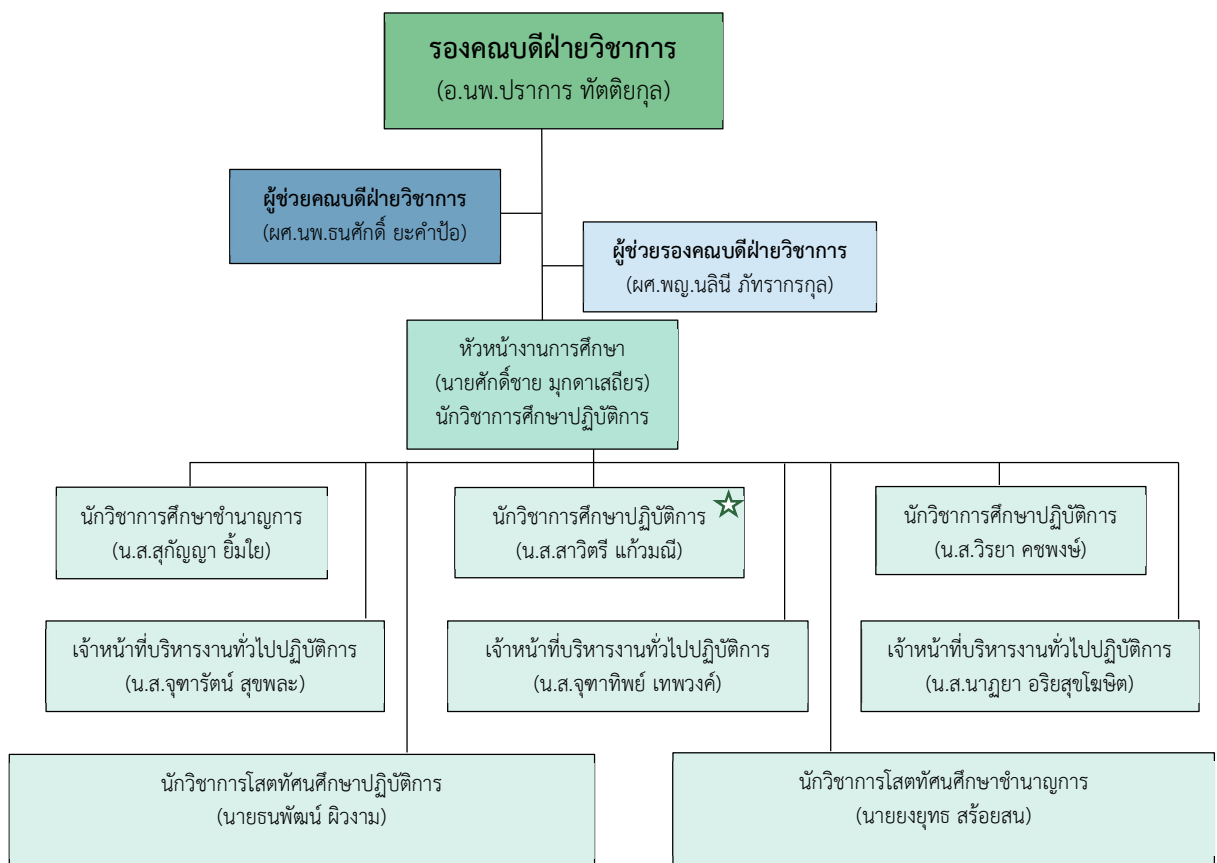 รองคณบดีฝ่ายวิชาการ
(อ.นพ.ปราการ ทัตติยกุล)
ผู้ช่วยคณบดีฝ่ายวิชาการ
(ผศ.นพ.ธนศักดิ์ ยะคำป้อ)
ผู้ช่วยรองคณบดีฝ่ายวิชาการ
(ผศ.พญ.นลินี ภัทรากรกุล)
หัวหน้างานการศึกษา
(นายศักดิ์ชาย มุกดาเสถียร)
นักวิชาการศึกษาปฏิบัติการ
นักวิชาการศึกษาชำนาญการ
(น.ส.สุกัญญา ยิ้มใย)
นักวิชาการศึกษาปฏิบัติการ
(น.ส.สาวิตรี แก้วมณี)
นักวิชาการศึกษาปฏิบัติการ
(น.ส.วิรยา คชพงษ์)
เจ้าหน้าที่บริหารงานทั่วไปปฏิบัติการ
(น.ส.จุฑารัตน์ สุขพละ)
เจ้าหน้าที่บริหารงานทั่วไปปฏิบัติการ
(น.ส.จุฑาทิพย์ เทพวงค์)
เจ้าหน้าที่บริหารงานทั่วไปปฏิบัติการ
(น.ส.นาฏยา อริยสุขโฆษิต)
นักวิชาการโสตทัศนศึกษาปฏิบัติการ
(นายธนพัฒน์ ผิวงาม)
นักวิชาการโสตทัศนศึกษาชำนาญการ
(นายยงยุทธ สร้อยสน)